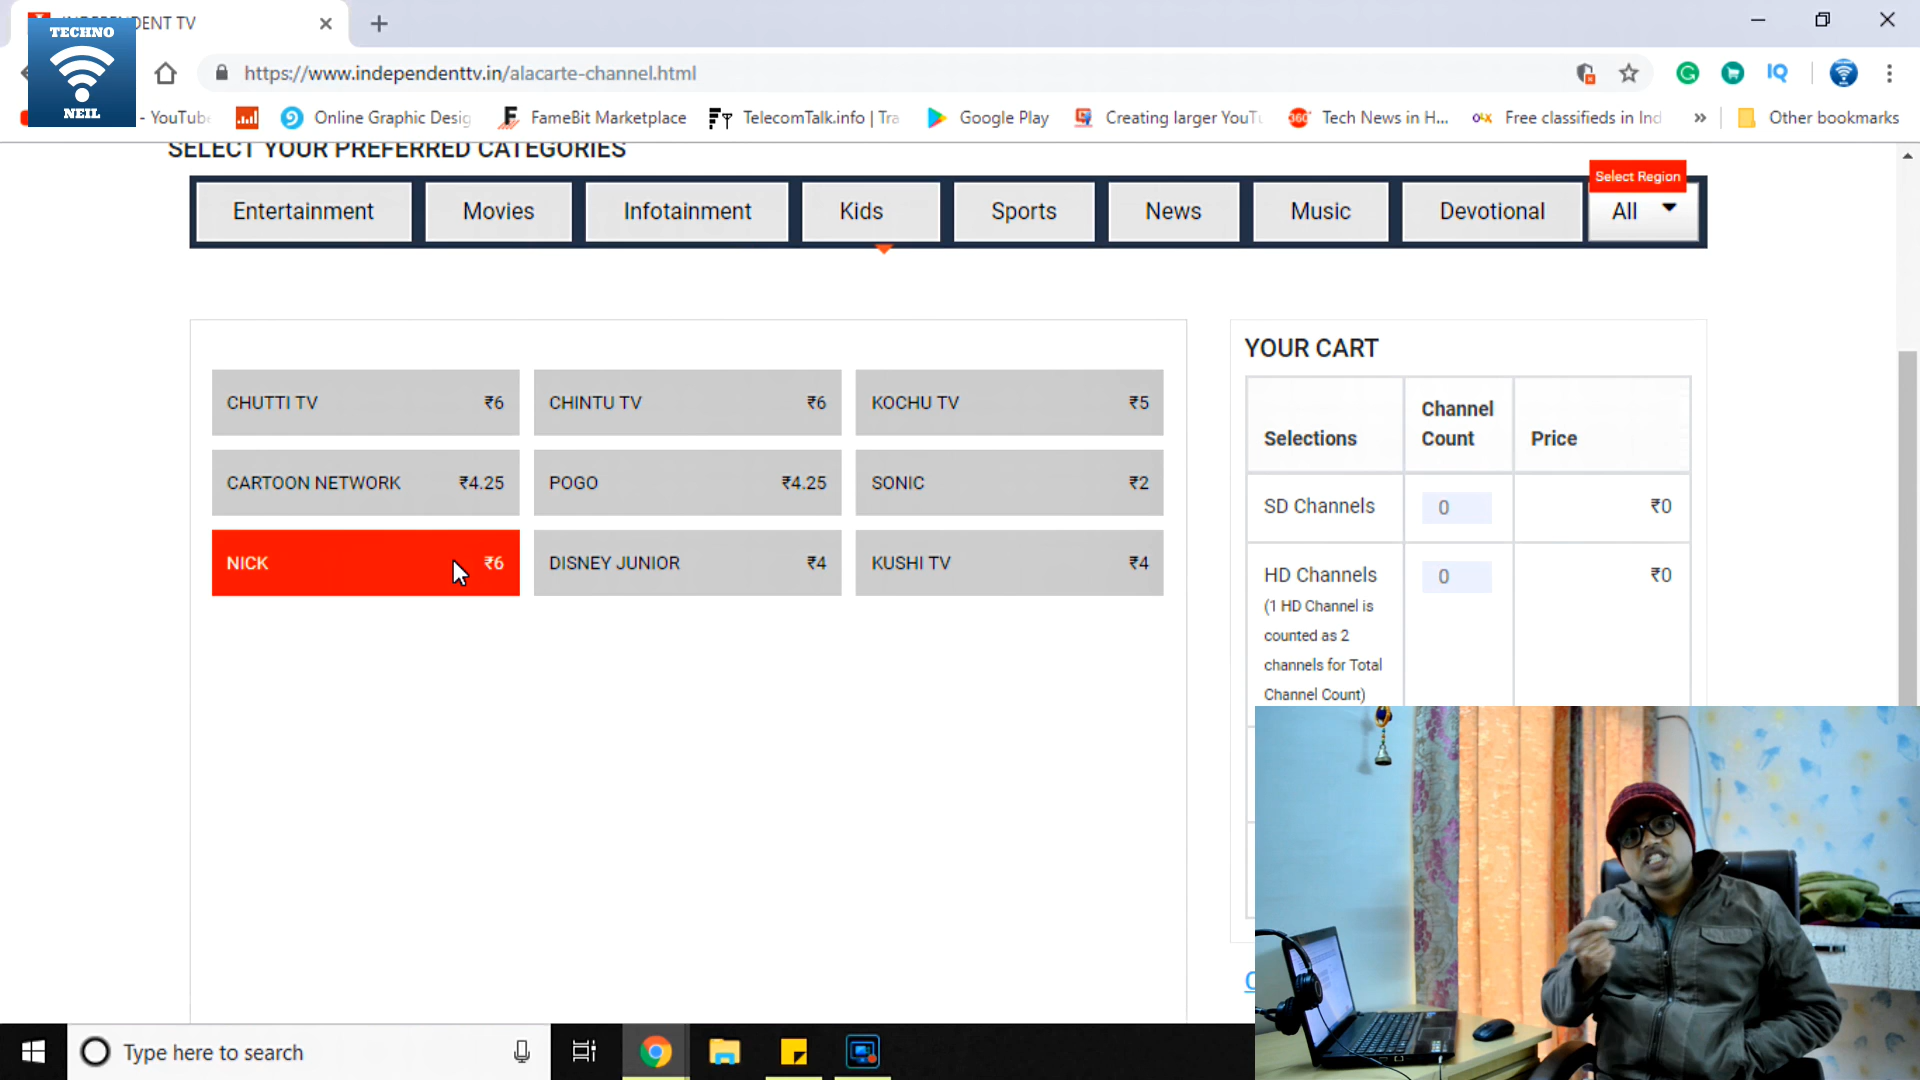 INDEPENDENT TV
TECHNO
NEIL
https://www.independenttv.in/alacarte-channel.html
- YouTub
Online Graphic Desig
FameBit Marketplace
TelecomTalk.info | Tra
Google Play
Creating larger YouTu
Tech News in H...
Free classifieds in Ind
Other bookmarks
SELECT YOUR PREFERRED CATEGORIES
Select Region
Entertainment
Movies
Infotainment
Kids
Sports
News
Music
Devotional
All
CHUTTI TV ₹6
CHINTU TV ₹6
KOCHU TV ₹5
CARTOON NETWORK ₹4.25
POGO ₹4.25
SONIC ₹2
NICK ₹6
DISNEY JUNIOR ₹4
KUSHI TV ₹4
YOUR CART
Selections
Channel
Count
Price
SD Channels 0 ₹0
HD Channels 0 ₹0
(1 HD Channel is
counted as 2
channels for Total
Channel Count)
Type here to search